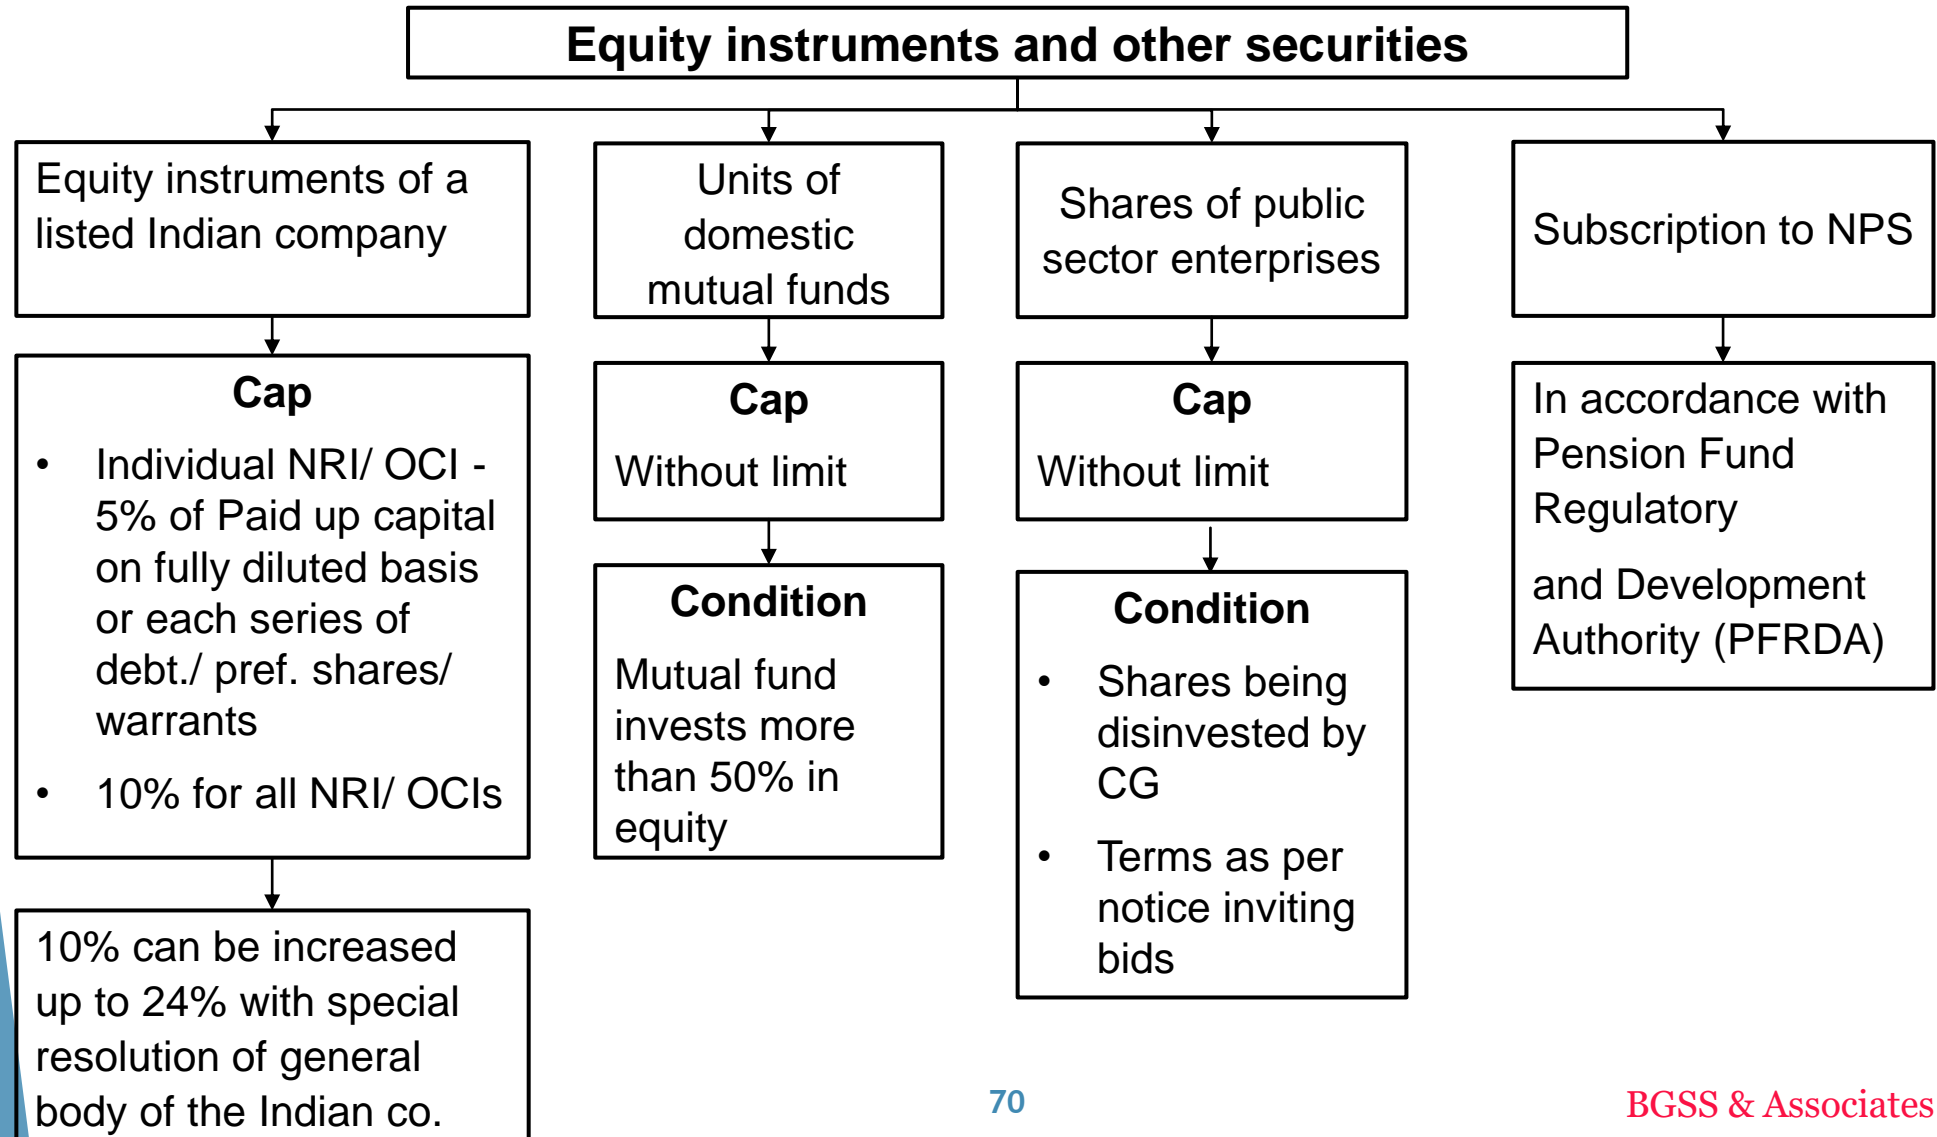 Equity instruments and other securities
Equity instruments of a
listed Indian company
Cap
• Individual NRI/ OCI -
5% of Paid up capital
on fully diluted basis
or each series of
debt./ pref. shares/
warrants
• 10% for all NRI/ OCIs
10% can be increased
up to 24% with special
resolution of general
body of the Indian co.
Units of
domestic
mutual funds
Cap
Without limit
Condition
Mutual fund
invests more
than 50% in
equity
Shares of public
sector enterprises
Cap
Without limit
Condition
• Shares being
disinvested by
CG
• Terms as per
notice inviting
bids
Subscription to NPS
In accordance with
Pension Fund
Regulatory
and Development
Authority (PFRDA)
70
BGSS & Associates